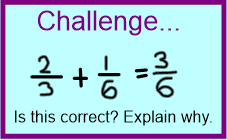 Challenge...
2/3 + 1/6 = 3/6
Is this correct? Explain why.